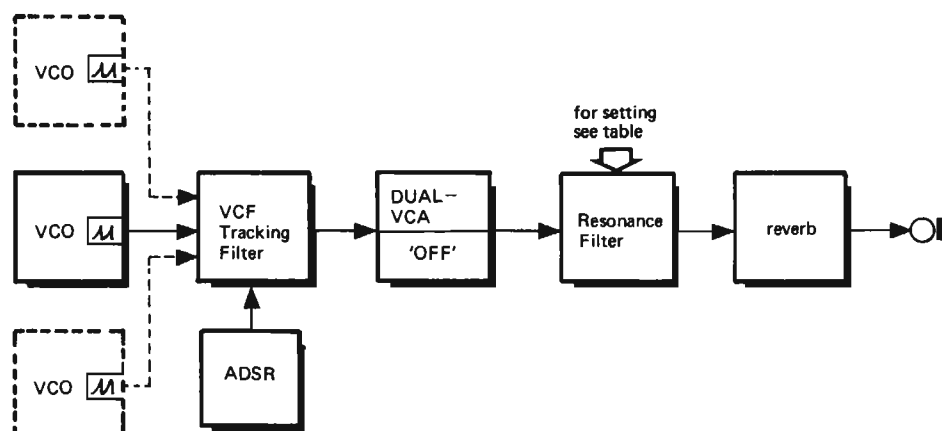 VCO
for setting
see table
VCO
VCF
Tracking
Filter
DUAL–
VCA
'OFF'
Resonance
Filter
reverb
VCO
ADSR